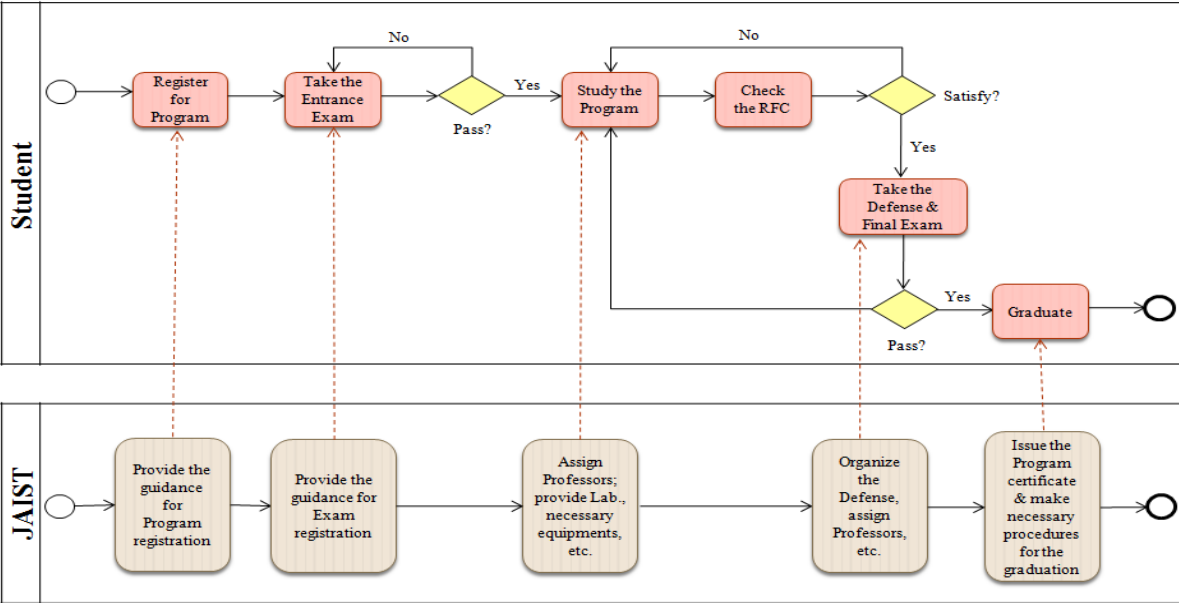 Student
Register
for
Program
Take the
Entrance
Exam
No
Pass?
Yes
Study the
Program
Check
the RFC
No
Satisfy?
Yes
Take the
Defense &
Final Exam
Pass?
Yes
Graduate
JAIST
Provide the
guidance
for
Program
registration
Provide the
guidance for
Exam
registration
Assign
Professors;
provide Lab.,
necessary
equipments,
etc.
Organize
the
Defense,
assign
Professors,
etc.
Issue the
Program
certificate
& make
necessary
procedures
for the
graduation